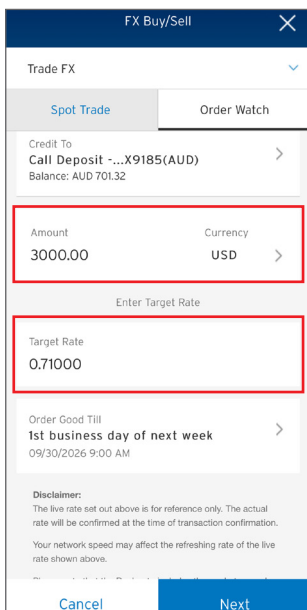 FX Buy/Sell
Trade FX
Spot Trade
Order Watch
Credit To
Call Deposit -...X9185(AUD)
Balance: AUD 701.32
Amount
Currency
3000.00
USD
Enter Target Rate
Target Rate
0.71000
Order Good Till
1st business day of next week
09/30/2026 9:00 AM
Disclaimer:
The live rate set out above is for reference only. The actual
rate will be confirmed at the time of transaction confirmation.
Your network speed may affect the refreshing rate of the live
rate shown above.
Cancel
Next